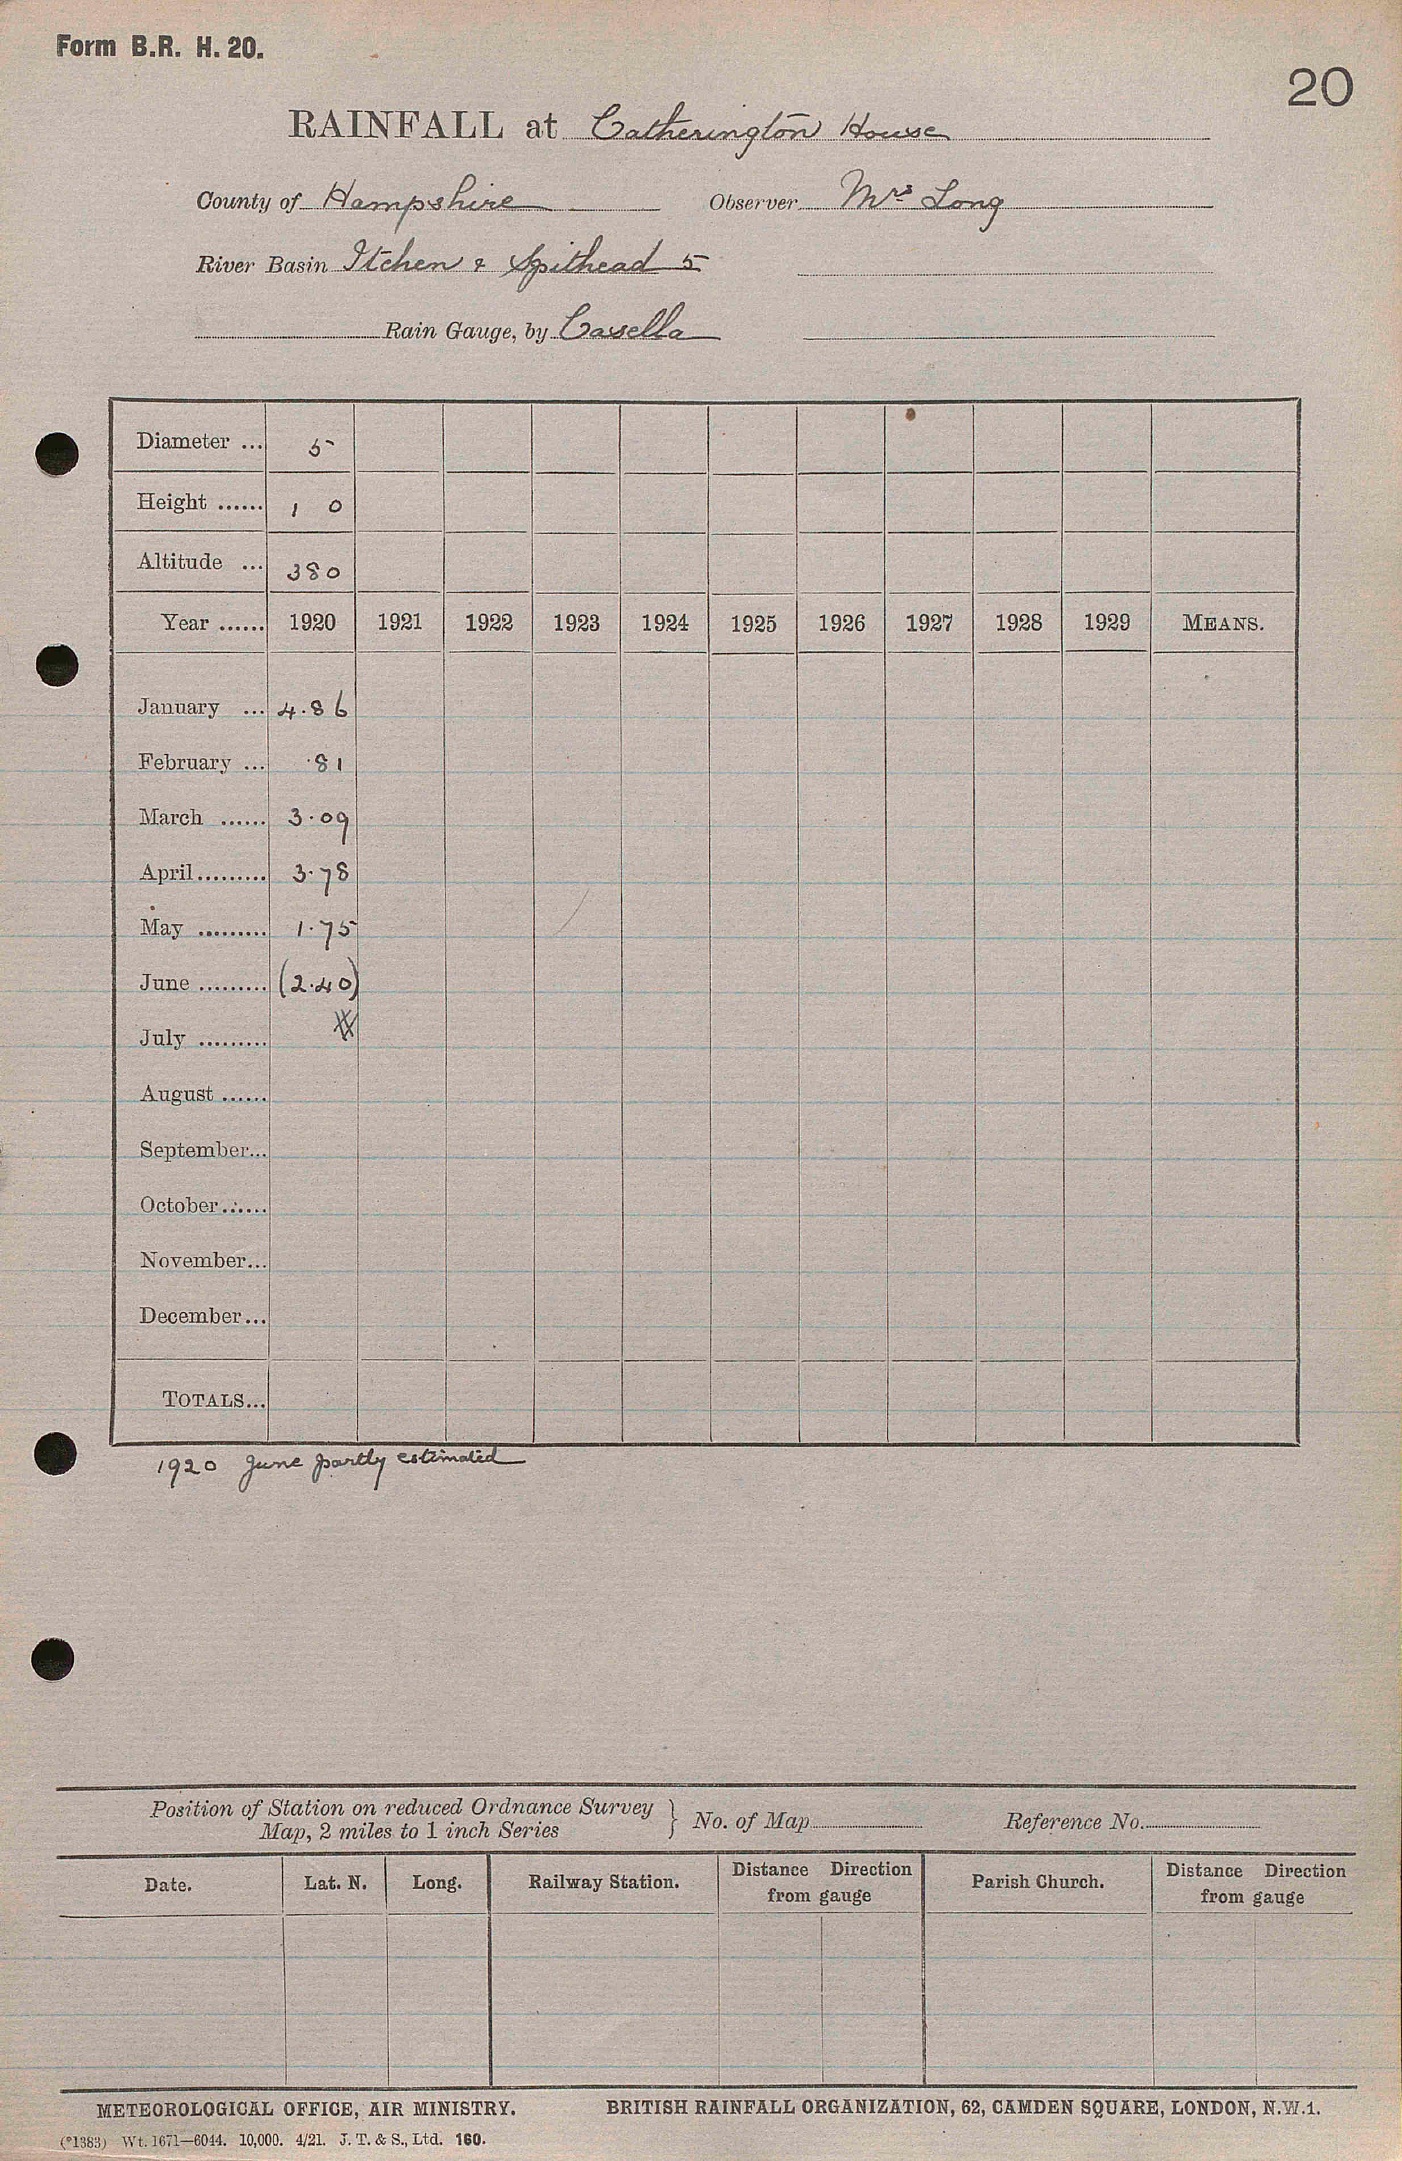 Form B.R. H. 20.
20
RAINFALL at Catherington House
County of Hampshire Observer Mrs Long
River Basin Itchen & Spithead 5
Rain Gauge, by Casella
Diameter ... 5
Height ...... 1 0
Altitude ... 380
Year ...... 1920 1921 1922 1923 1924 1925 1926 1927 1928 1929 MEANS.
January ... 4.86
February ... .81
March ...... 3.09
April ......... 3.78
May ......... 1.75
June ......... (2.40)
July .........
August ......
September...
October.......
November...
December...
TOTALS...
1920 June partly estimated
Position of Station on reduced Ordnance Survey
Map, 2 miles to 1 inch Series } No. of Map Reference No.
Date. Lat. N. Long. Railway Station. Distance Direction from gauge Parish Church. Distance Direction from gauge
METEOROLOGICAL OFFICE, AIR MINISTRY. BRITISH RAINFALL ORGANIZATION, 62, CAMDEN SQUARE, LONDON, N.W.1.
(*1383) Wt. 1671—6044. 10,000. 4/21. J. T. & S., Ltd. 160.